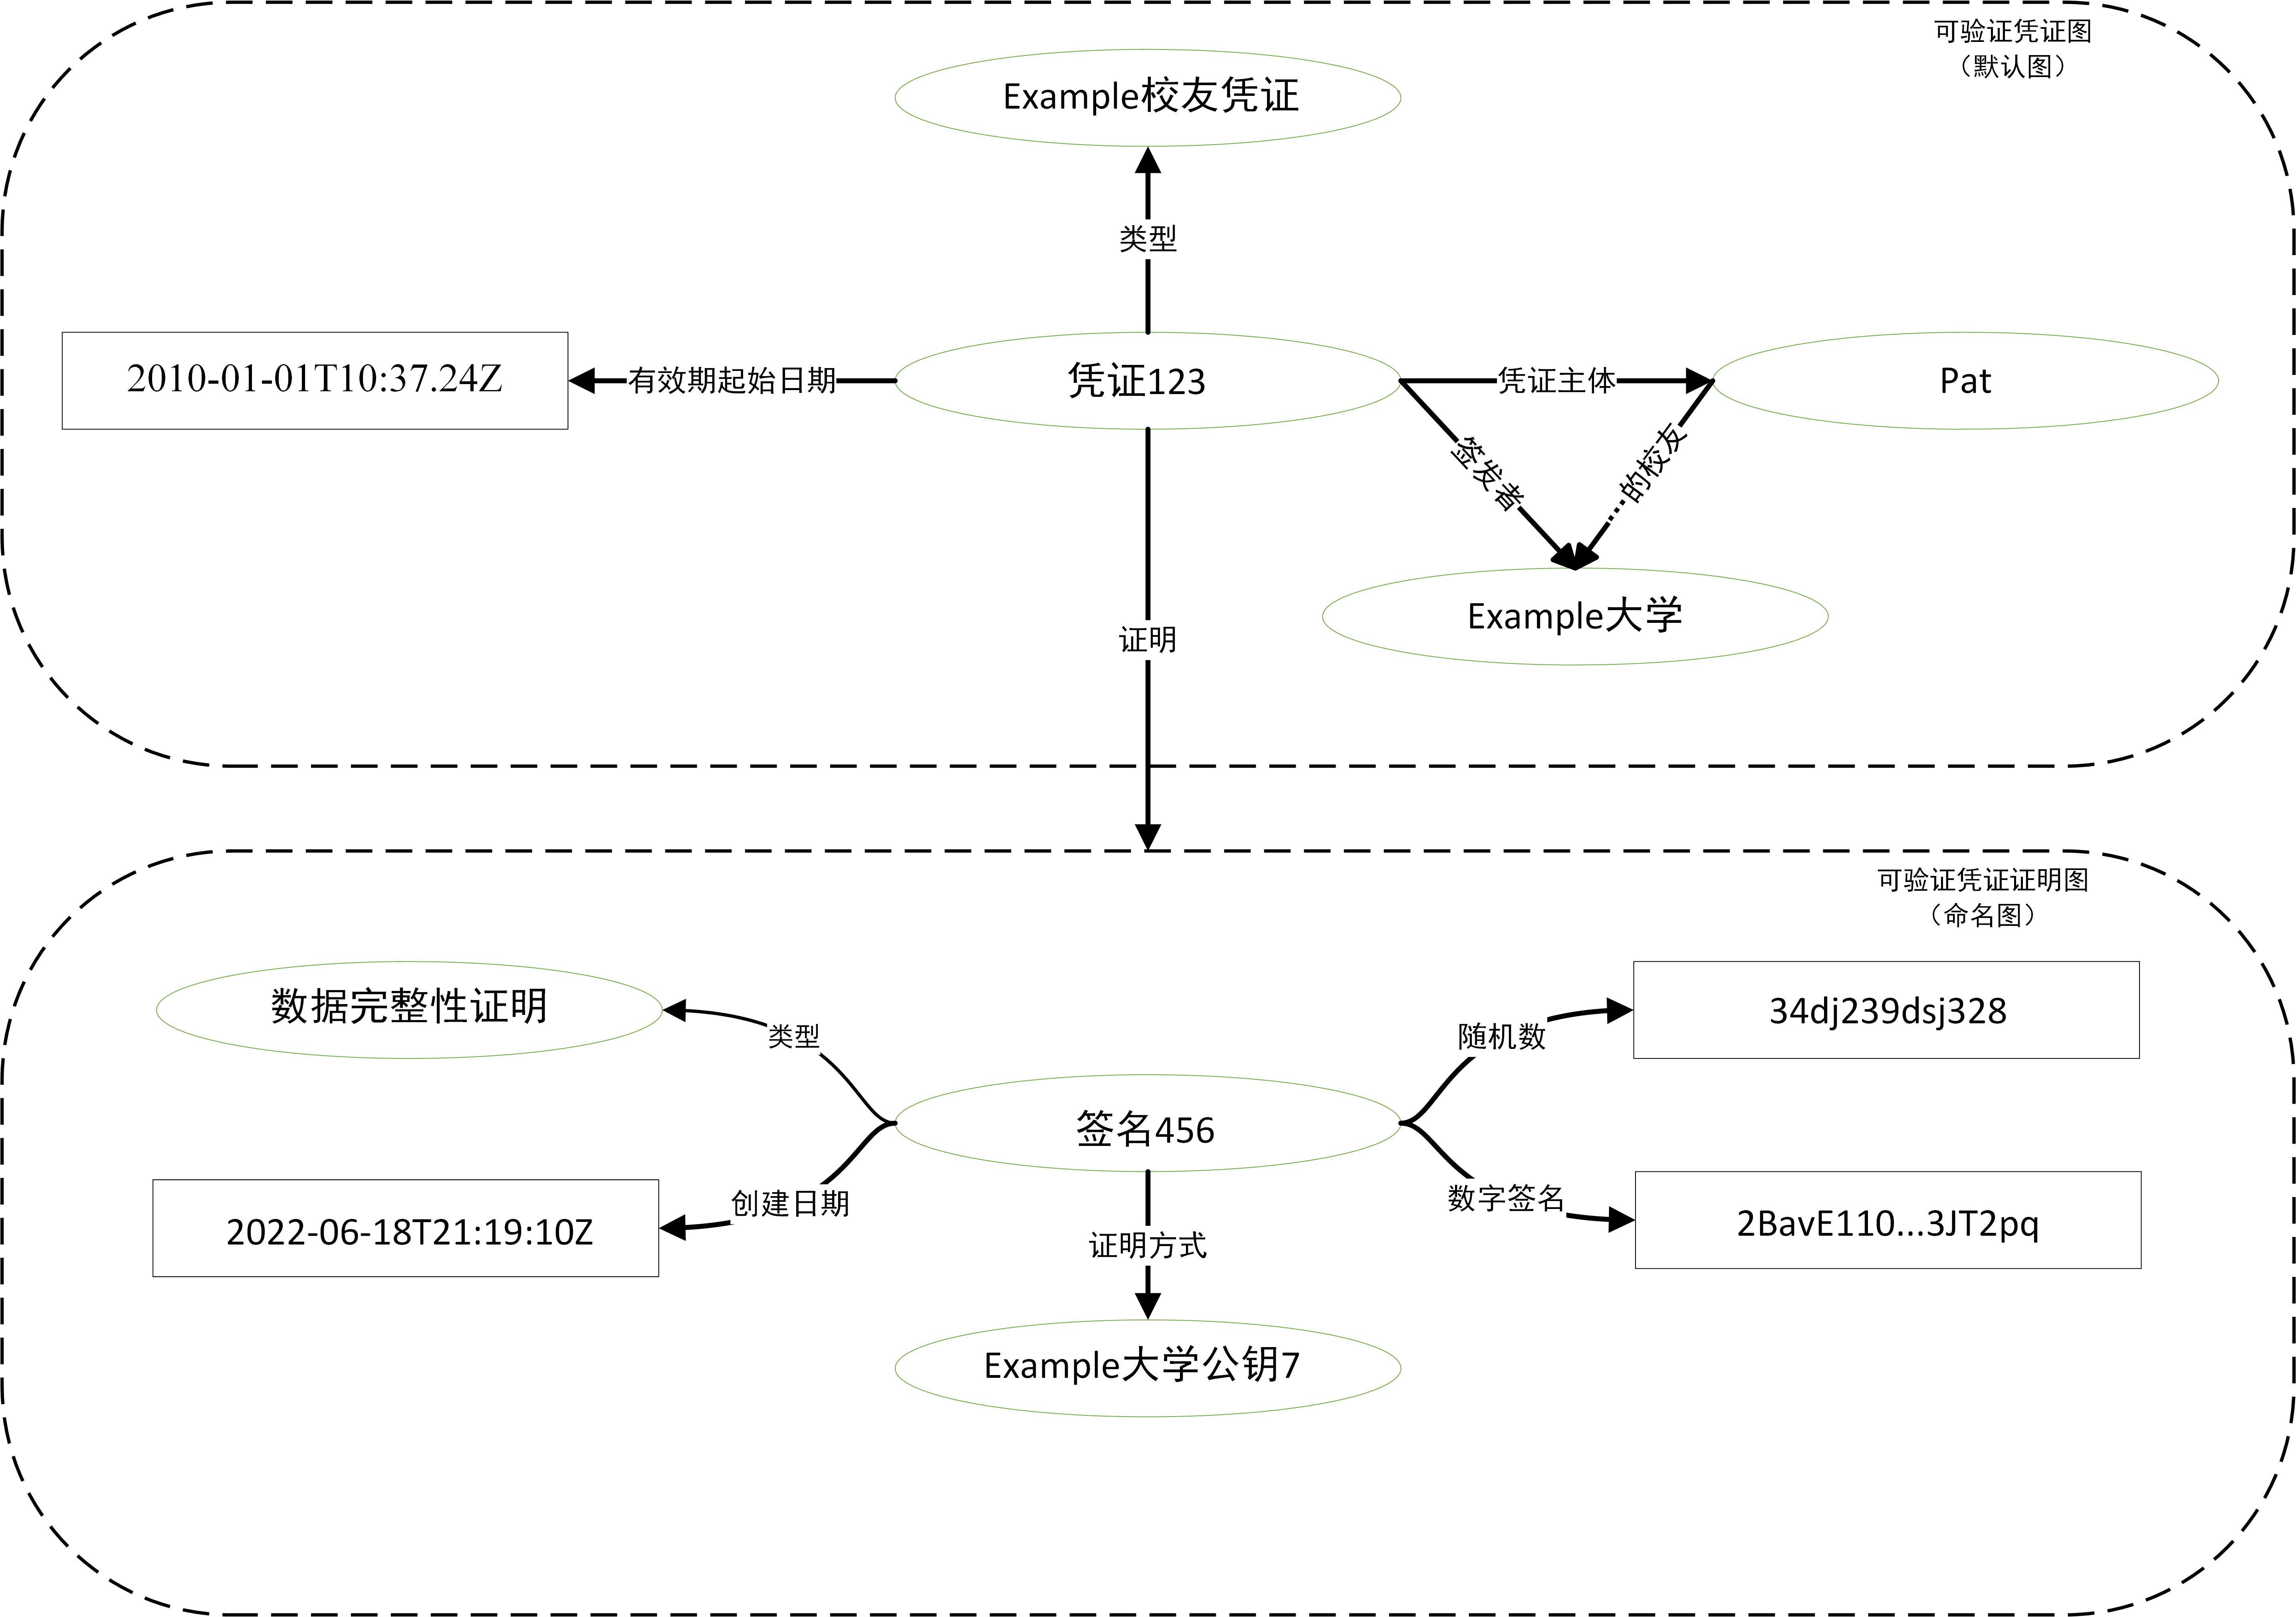 可验证凭证图
（默认图）
Example校友凭证
类型
2010-01-01T10:37.24Z
有效期起始日期
凭证123
凭证主体
Pat
签发者
...的校友
Example大学
证明
可验证凭证证明图
（命名图）
数据完整性证明
类型
随机数
34dj239dsj328
签名456
创建日期
2022-06-18T21:19:10Z
数字签名
2BavE110...3JT2pq
证明方式
Example大学公钥7